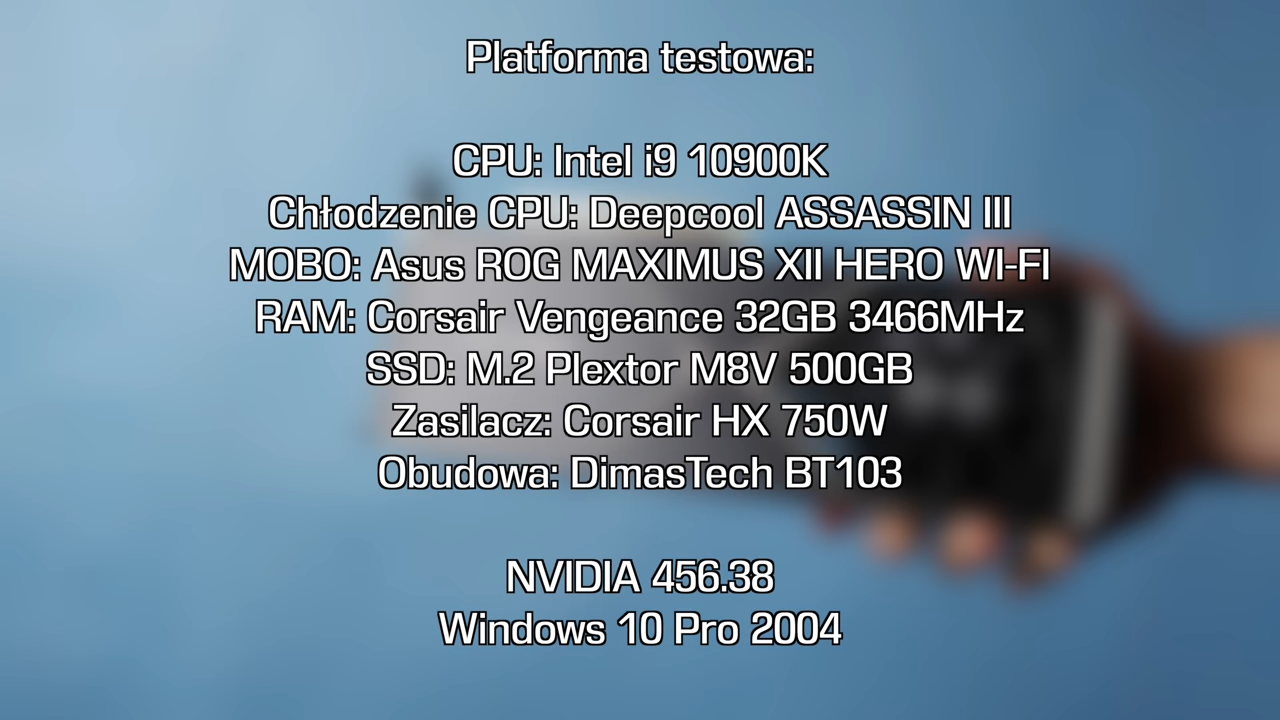 Platforma testowa:
CPU: Intel i9 10900K
Chłodzenie CPU: Deepcool ASSASSIN III
MOBO: Asus ROG MAXIMUS XII HERO WI-FI
RAM: Corsair Vengeance 32GB 3466MHz
SSD: M.2 Plextor M8V 500GB
Zasilacz: Corsair HX 750W
Obudowa: DimasTech BT103
NVIDIA 456.38
Windows 10 Pro 2004